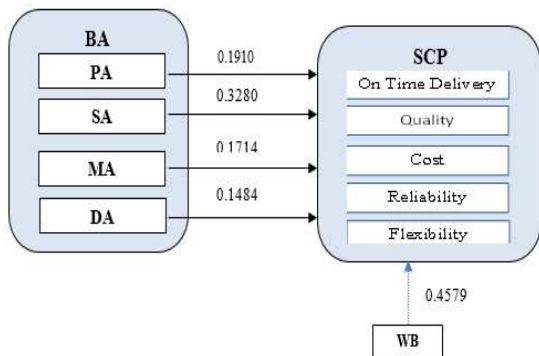 BA
PA
SA
MA
DA
0.1910
0.3280
0.1714
0.1484
SCP
On Time Delivery
Quality
Cost
Reliability
Flexibility
0.4579
WB